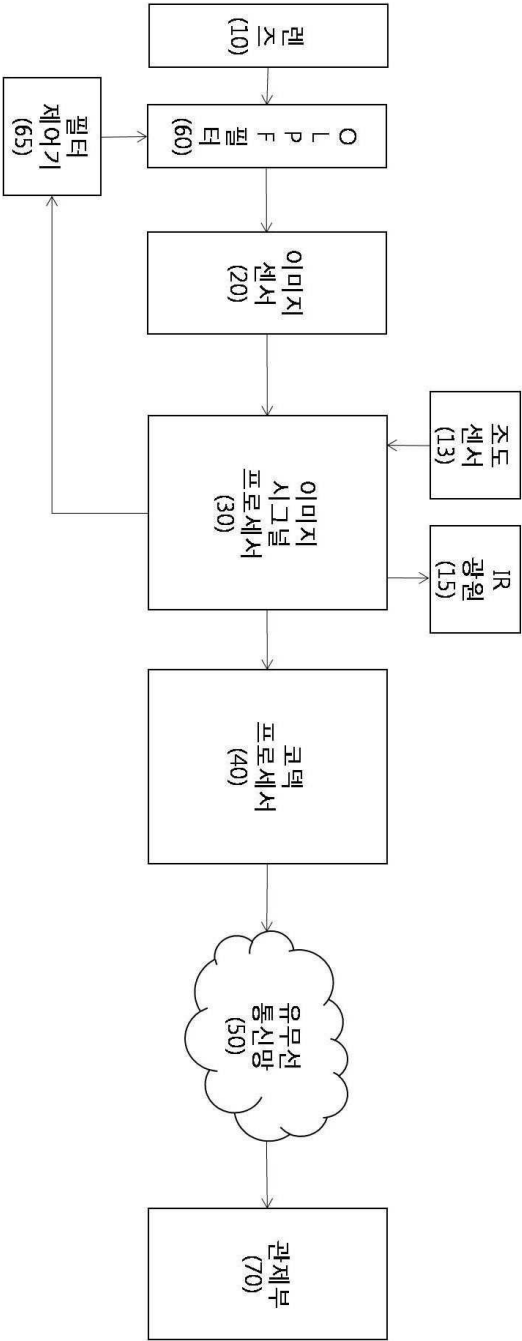 렌즈
(10)
O L P F
필터
(60)
필터
제어기
(65)
이미지
센서
(20)
조도
센서
(13)
이미지
시그널
프로세서
(30)
IR
광원
(15)
코덱
프로세서
(40)
유무선
통신망
(50)
관제부
(70)